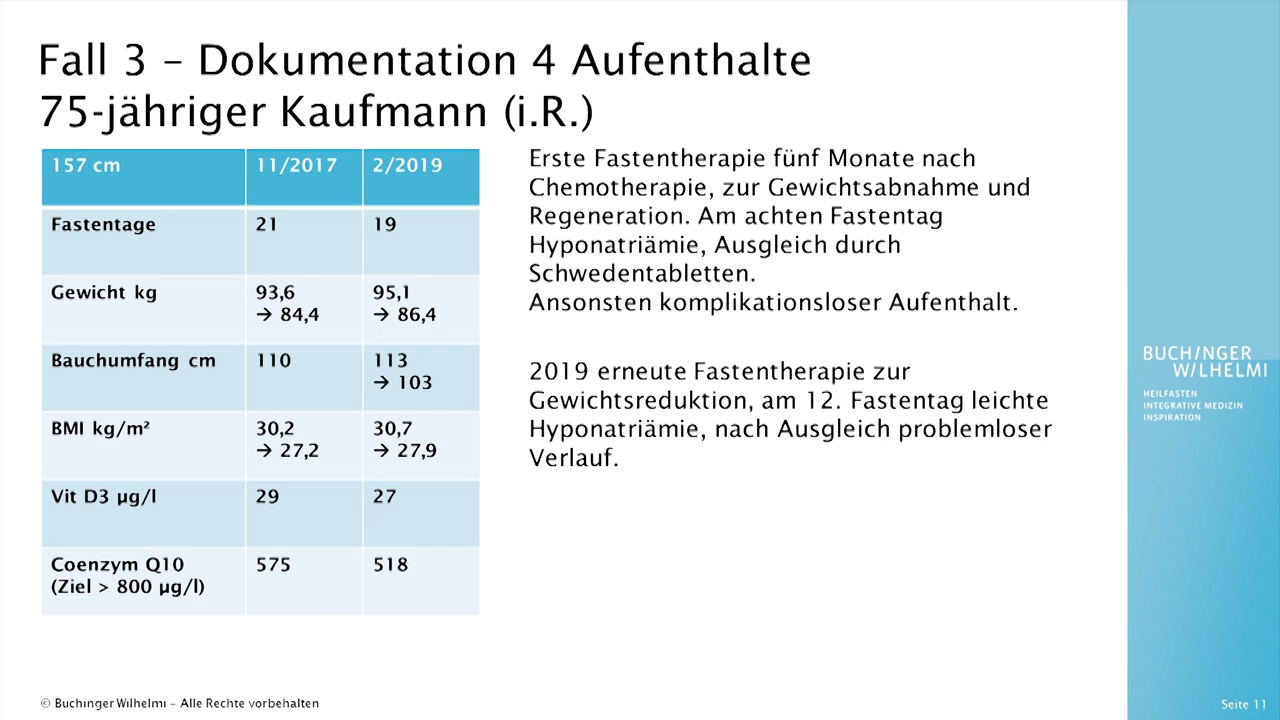 Fall 3 – Dokumentation 4 Aufenthalte
75-jähriger Kaufmann (i.R.)
157 cm 11/2017 2/2019
Fastentage 21 19
Gewicht kg 93,6 95,1
→ 84,4 → 86,4
Bauchumfang cm 110 113
→ 103
BMI kg/m² 30,2 30,7
→ 27,2 → 27,9
Vit D3 µg/l 29 27
Coenzym Q10 575 518
(Ziel > 800 µg/l)
Erste Fastentherapie fünf Monate nach
Chemotherapie, zur Gewichtsabnahme und
Regeneration. Am achten Fastentag
Hyponatriämie, Ausgleich durch
Schwedentabletten.
Ansonsten komplikationsloser Aufenthalt.
2019 erneute Fastentherapie zur
Gewichtsreduktion, am 12. Fastentag leichte
Hyponatriämie, nach Ausgleich problemloser
Verlauf.
BUCHINGER
WILHELMI
HEILFASTEN
INTEGRATIVE MEDIZIN
INSPIRATION
© Buchinger Wilhelmi – Alle Rechte vorbehalten
Seite 11